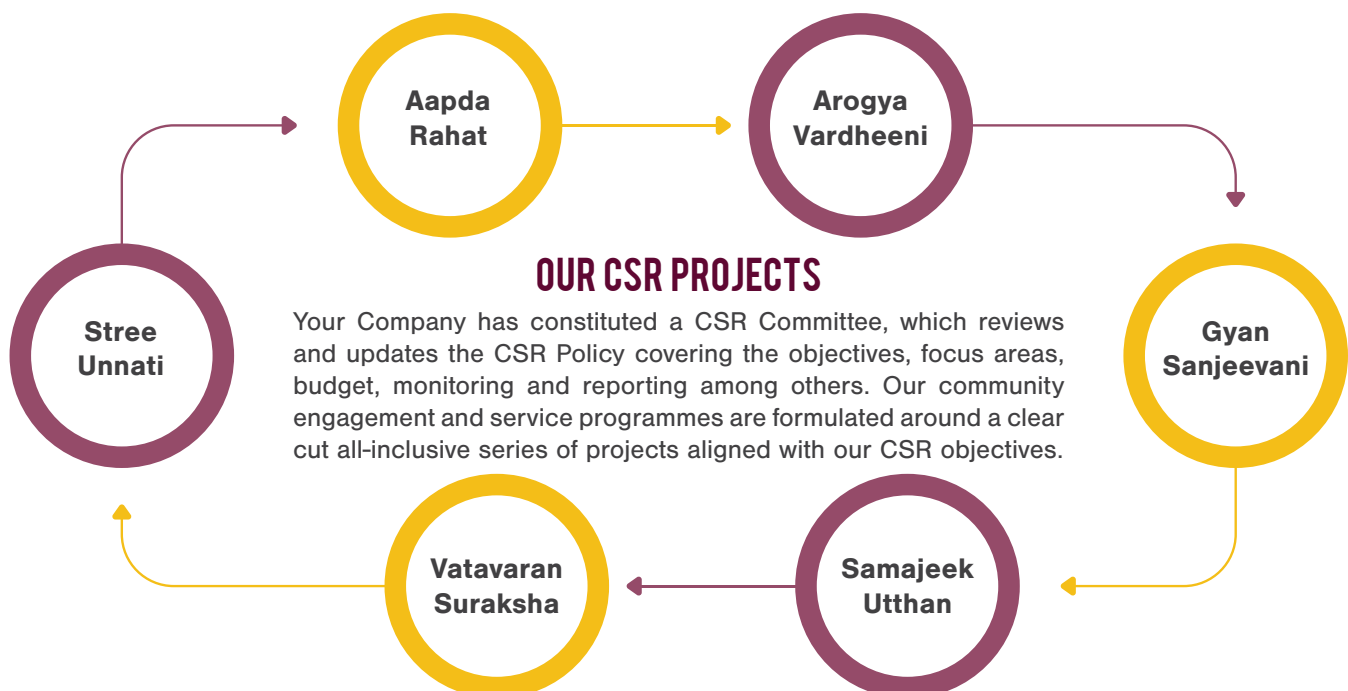 Aapda
Rahat
Arogya
Vardheeni
Stree
Unnati
OUR CSR PROJECTS
Your Company has constituted a CSR Committee, which reviews
and updates the CSR Policy covering the objectives, focus areas,
budget, monitoring and reporting among others. Our community
engagement and service programmes are formulated around a clear
cut all-inclusive series of projects aligned with our CSR objectives.
Gyan
Sanjeevani
Vatavaran
Suraksha
Samajeek
Utthan